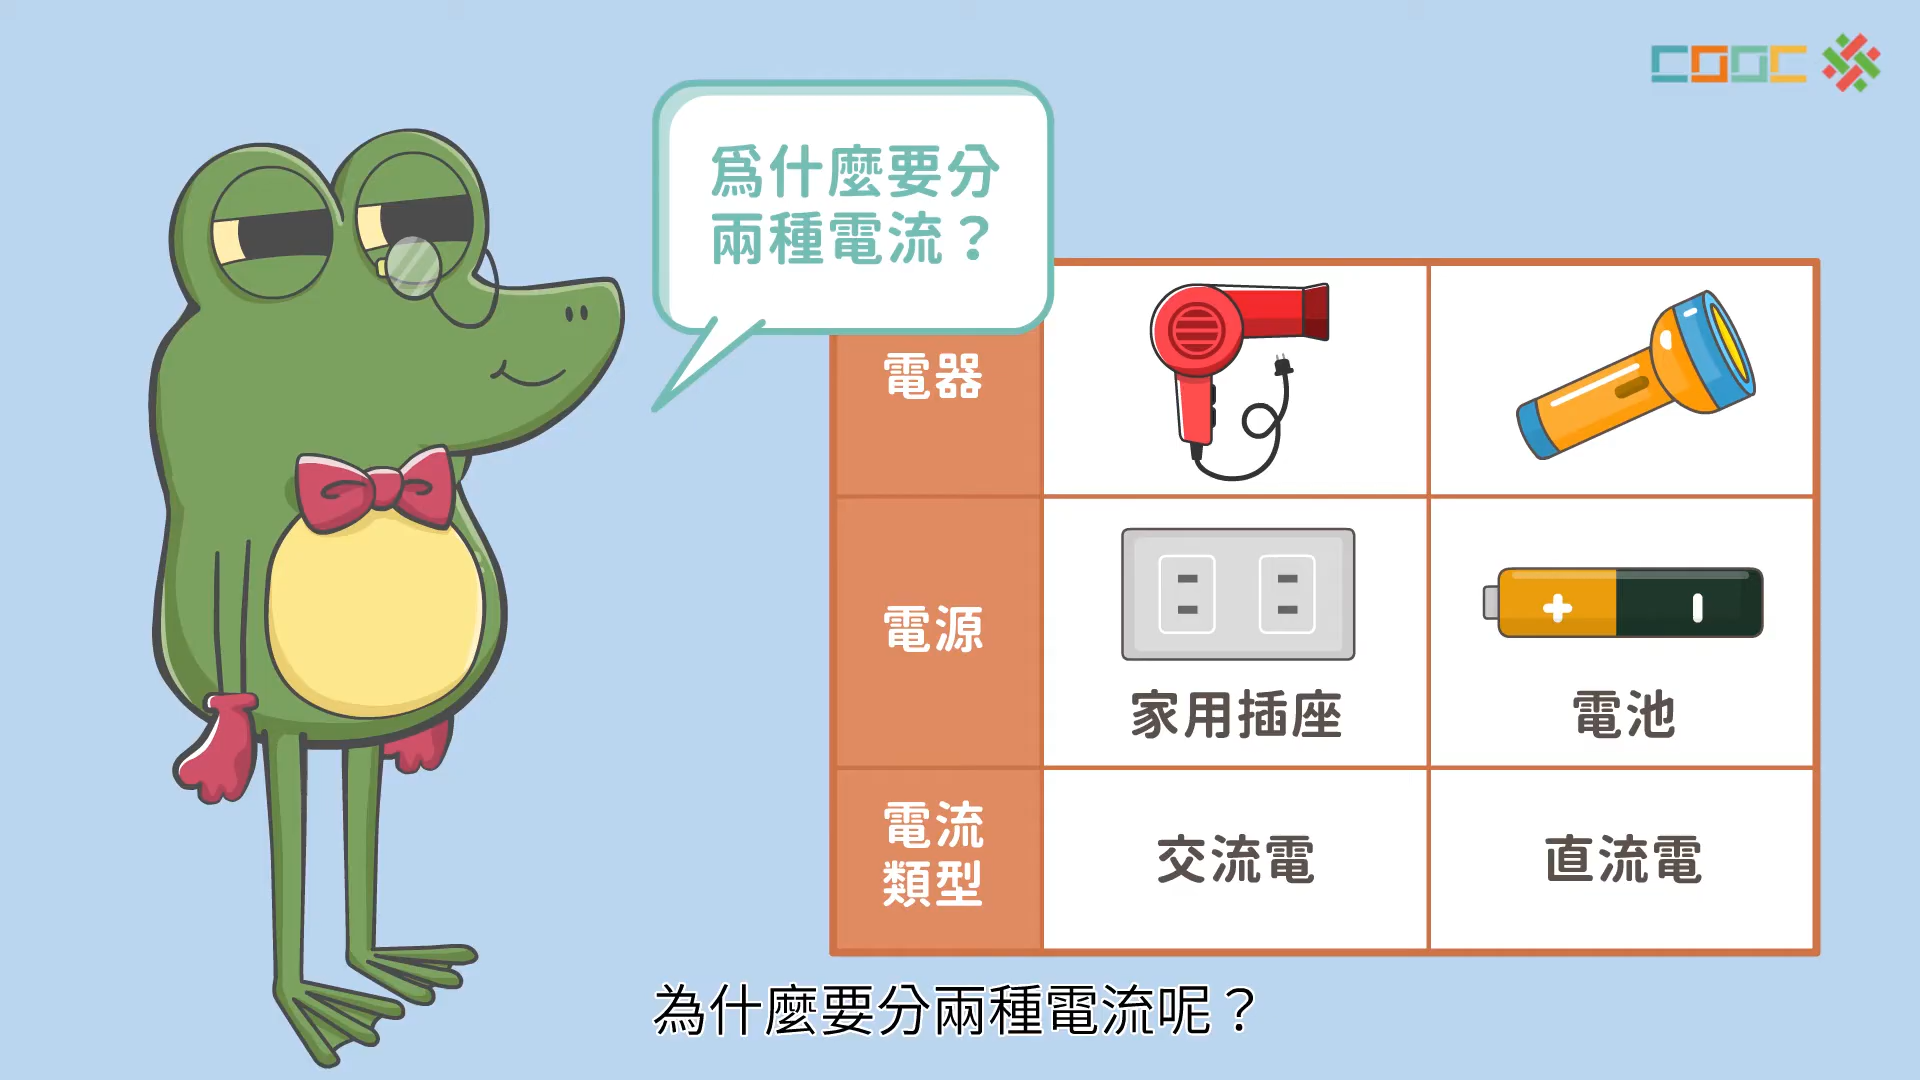 COOC
爲什麼要分
兩種電流？
電器
電源
家用插座
電池
電流
類型
交流電
直流電
+
為什麼要分兩種電流呢？